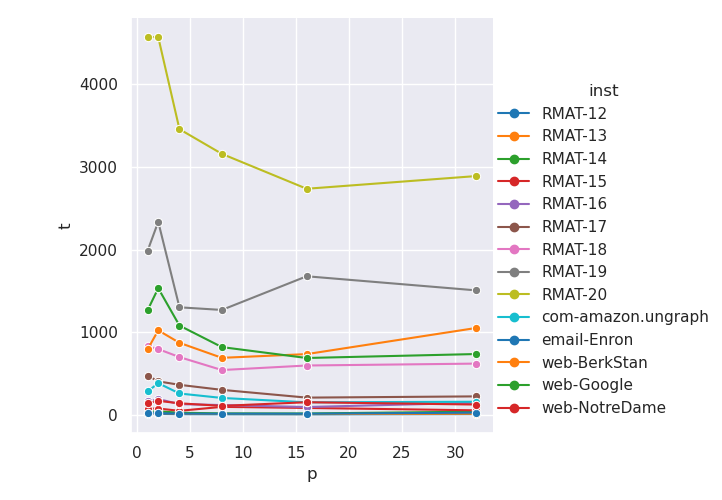 4000
3000
2000
1000
0
t
0 5 10 15 20 25 30
p
inst
RMAT-12
RMAT-13
RMAT-14
RMAT-15
RMAT-16
RMAT-17
RMAT-18
RMAT-19
RMAT-20
com-amazon.ungraph
email-Enron
web-BerkStan
web-Google
web-NotreDame